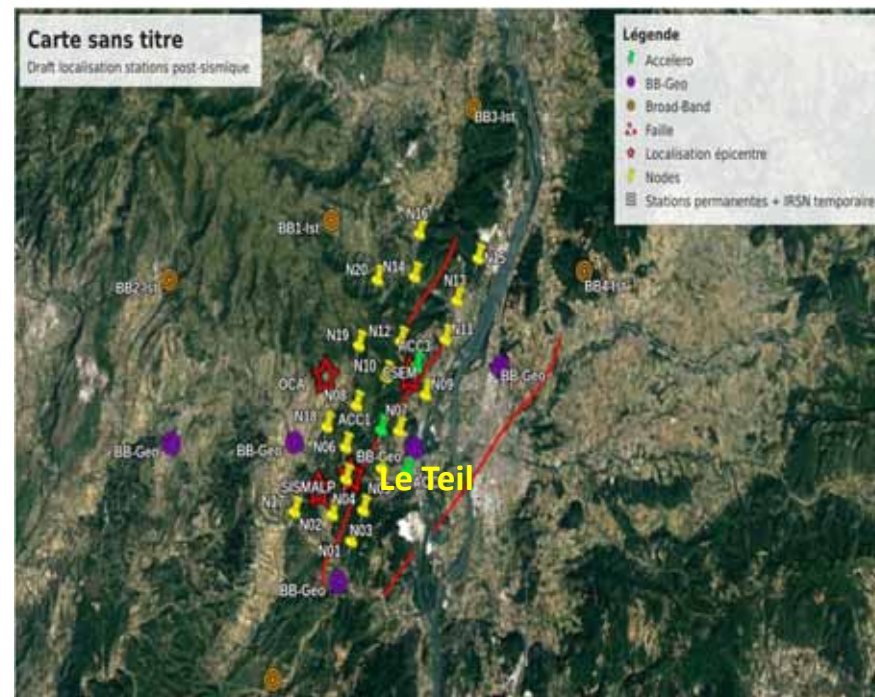 Carte sans titre
Draft localisation stations post-sismique
Légende
Accelero
BB-Geo
Broad-Band
Faille
Localisation épicentre
Nodes
Stations permanentes + IRSN temporaire
BB3-Ist
N16
BB1-Ist
N15
N20
N14
BB2-Ist
BB4-Ist
N13
N19
N12
N11
ACC3
N10
CSEM
BB-Geo
OCA
N08
N09
N18
ACC1
N07
BB-Geo
BB-Geo
N06
BB-Geo
Le Teil
SISMALP
N04
N17
N02
N03
N01
BB-Geo